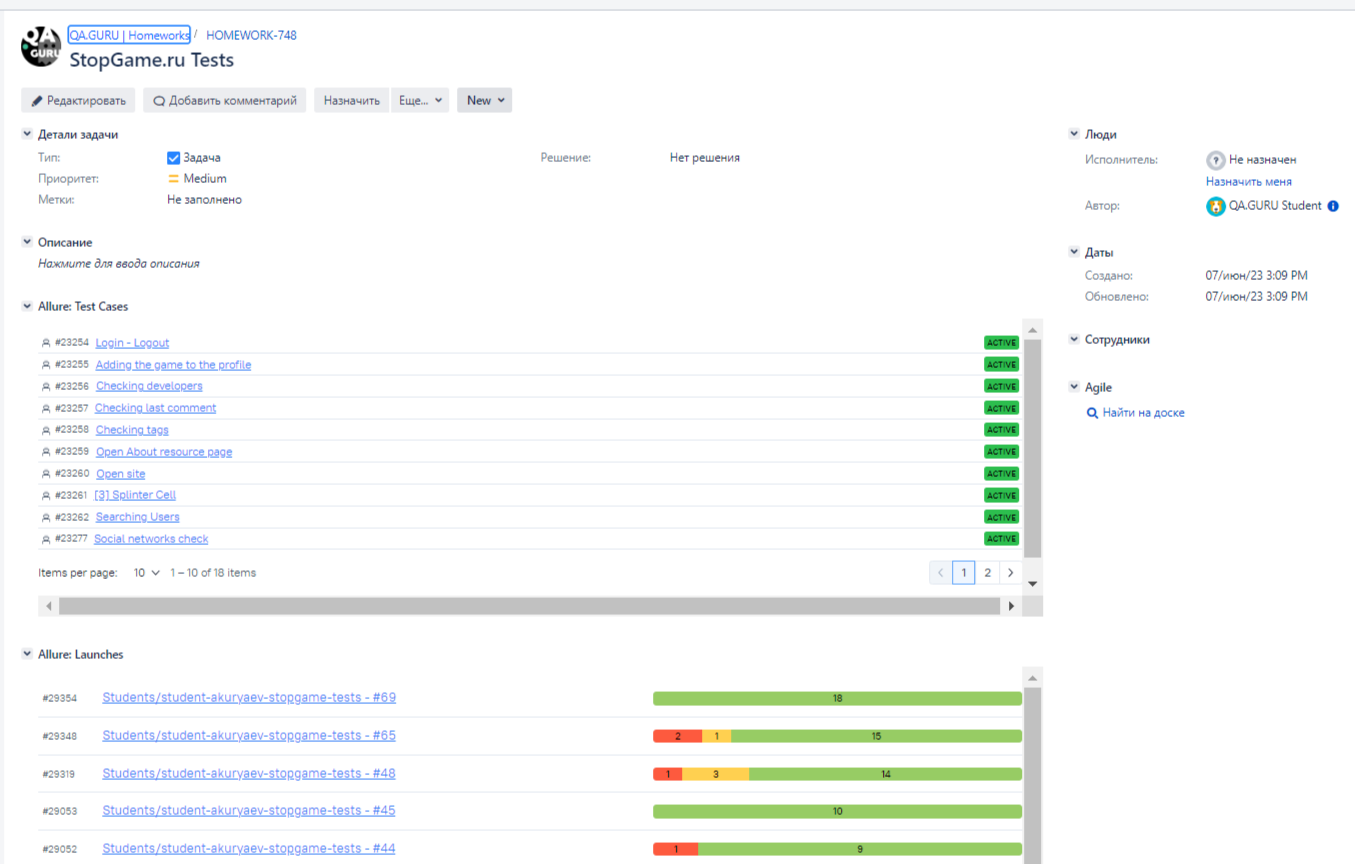 QA
GURU
QA.GURU | Homeworks / HOMEWORK-748
StopGame.ru Tests
Редактировать Добавить комментарий Назначить Еще... New
Детали задачи
Тип: Задача Решение: Нет решения
Приоритет: Medium
Метки: Не заполнено
Описание
Нажмите для ввода описания
Allure: Test Cases
#23254 Login - Logout ACTIVE
#23255 Adding the game to the profile ACTIVE
#23256 Checking developers ACTIVE
#23257 Checking last comment ACTIVE
#23258 Checking tags ACTIVE
#23259 Open About resource page ACTIVE
#23260 Open site ACTIVE
#23261 [3] Splinter Cell ACTIVE
#23262 Searching Users ACTIVE
#23277 Social networks check ACTIVE
Items per page: 10 1 – 10 of 18 items < 1 2 >
Allure: Launches
#29354 Students/student-akuryaev-stopgame-tests - #69 18
#29348 Students/student-akuryaev-stopgame-tests - #65 2 1 15
#29319 Students/student-akuryaev-stopgame-tests - #48 1 3 14
#29053 Students/student-akuryaev-stopgame-tests - #45 10
#29052 Students/student-akuryaev-stopgame-tests - #44 1 9
Люди
Исполнитель: ? Не назначен
Назначить меня
Автор: QA.GURU Student
Даты
Создано: 07/июн/23 3:09 PM
Обновлено: 07/июн/23 3:09 PM
Сотрудники
Agile
Найти на доске